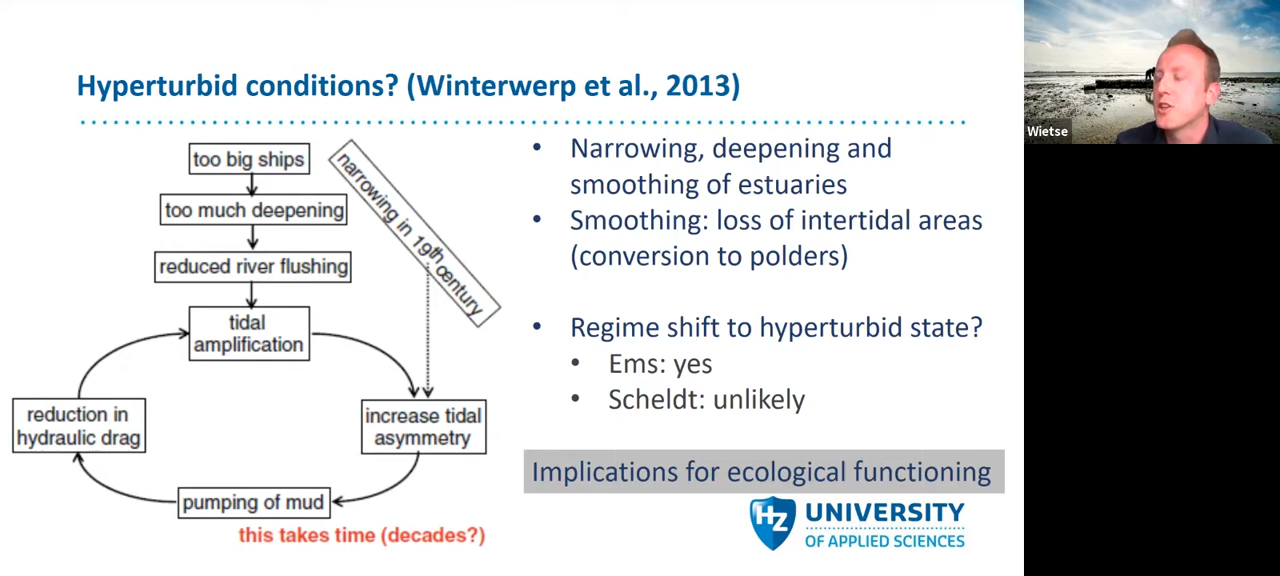 Hyperturbid conditions? (Winterwerp et al., 2013)
too big ships
too much deepening
reduced river flushing
tidal
amplification
narrowing in 19th century
increase tidal
asymmetry
pumping of mud
reduction in
hydraulic drag
this takes time (decades?)
• Narrowing, deepening and
smoothing of estuaries
• Smoothing: loss of intertidal areas
(conversion to polders)
• Regime shift to hyperturbid state?
• Ems: yes
• Scheldt: unlikely
Implications for ecological functioning
HZ UNIVERSITY
OF APPLIED SCIENCES
Wietse